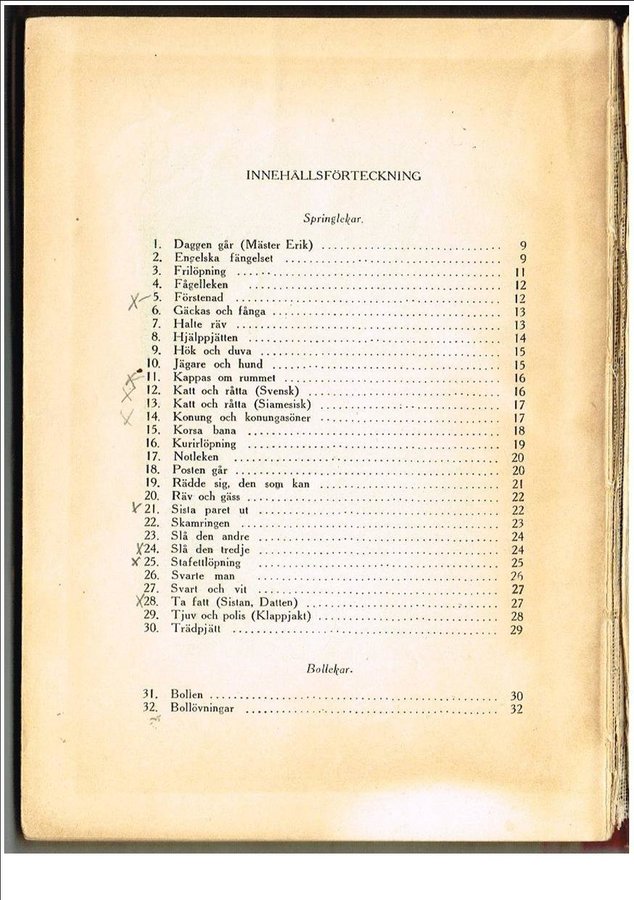 INNEHÅLLSFÖRTECKNING
Springlekar.
1. Daggen går (Mäster Erik) 9
2. Engelska fängelset 9
3. Frilöpning 11
4. Fågelleken 12
5. Förstenad 12
6. Gäckas och fånga 13
7. Halte räv 13
8. Hjälppjätten 14
9. Hök och duva 15
10. Jägare och hund 15
11. Kappas om rummet 16
12. Katt och råtta (Svensk) 16
13. Katt och råtta (Siamesisk) 17
14. Konung och konungasöner 17
15. Korsa bana 18
16. Kurirlöpning 19
17. Notleken 20
18. Posten går 20
19. Rädde sig, den som kan 21
20. Räv och gäss 22
21. Sista paret ut 22
22. Skamringen 23
23. Slå den andre 24
24. Slå den tredje 24
25. Stafettlöpning 25
26. Svarte man 26
27. Svart och vit 27
28. Ta fatt (Sistan, Datten) 27
29. Tjuv och polis (Klappjakt) 28
30. Trädpjätt 29
Bollekar.
31. Bollen 30
32. Bollövningar 32